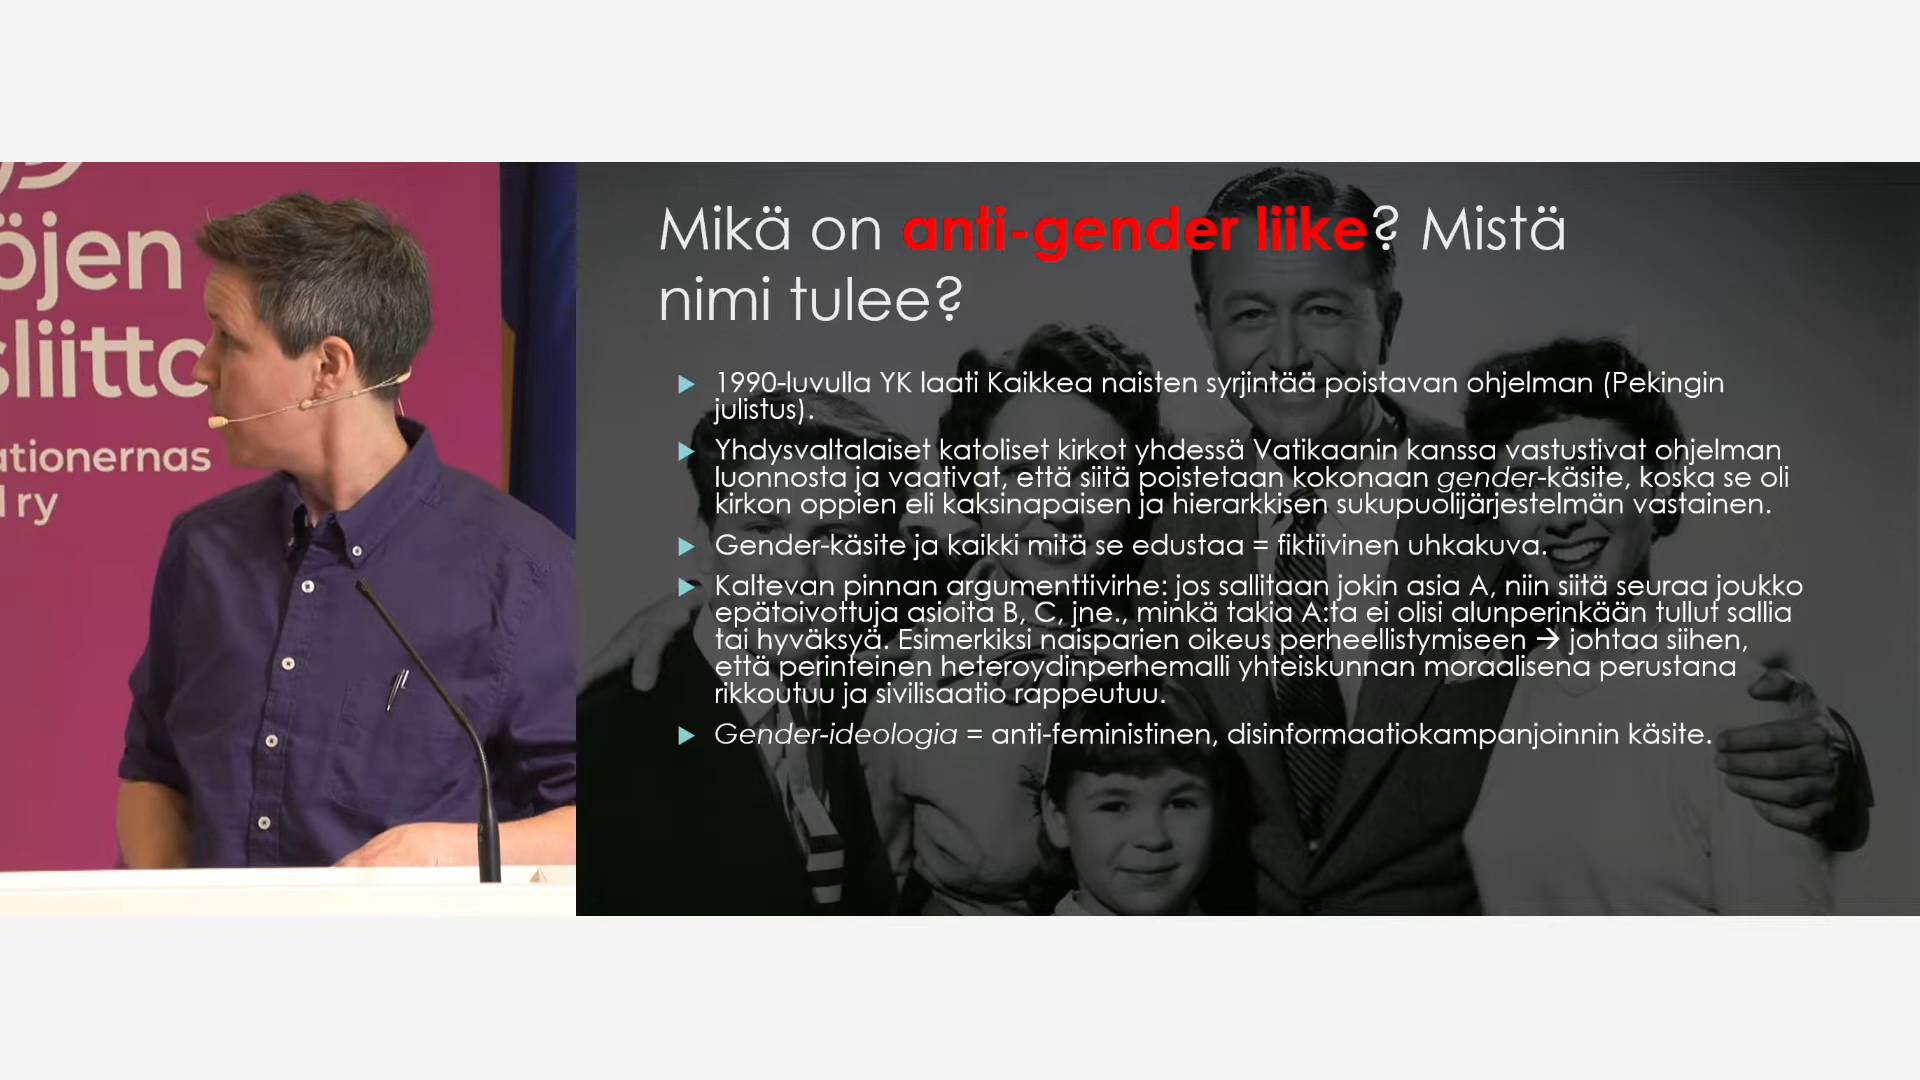 öjen
sliitto
ationernas
d ry
Mikä on anti-gender liike? Mistä
nimi tulee?
1990-luvulla YK laati Kaikkea naisten syrjintää poistavan ohjelman (Pekingin
julistus).
Yhdysvaltalaiset katoliset kirkot yhdessä Vatikaanin kanssa vastustivat ohjelman
luonnosta ja vaativat, että siitä poistetaan kokonaan gender-käsite, koska se oli
kirkon oppien eli kaksinapaisen ja hierarkkisen sukupuolijärjestelmän vastainen.
Gender-käsite ja kaikki mitä se edustaa = fiktiivinen uhkakuva.
Kaltevan pinnan argumenttivirhe: jos sallitaan jokin asia A, niin siitä seuraa joukko
epätoivottuja asioita B, C, jne., minkä takia A:ta ei olisi alunperinkään tullut sallia
tai hyväksyä. Esimerkiksi naisparien oikeus perheellistymiseen → johtaa siihen,
että perinteinen heteroydinperhemalli yhteiskunnan moraalisena perustana
rikkoutuu ja sivilisaatio rappeutuu.
Gender-ideologia = anti-feministinen, disinformaatiokampanjoinnin käsite.